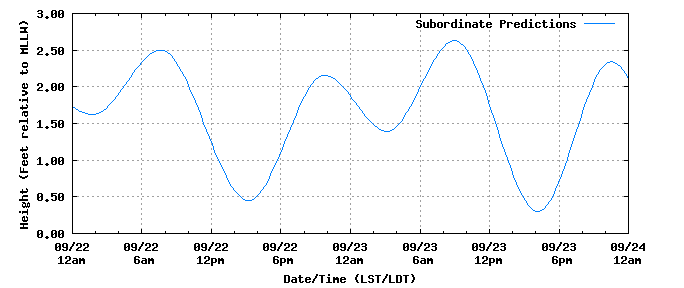 3.00
Subordinate Predictions
2.50
2.00
1.50
1.00
0.50
0.00
Height (Feet relative to MLLW)
09/22 09/22 09/22 09/22 09/23 09/23 09/23 09/23 09/24
12am 6am 12pm 6pm 12am 6am 12pm 6pm 12am
Date/Time (LST/LDT)